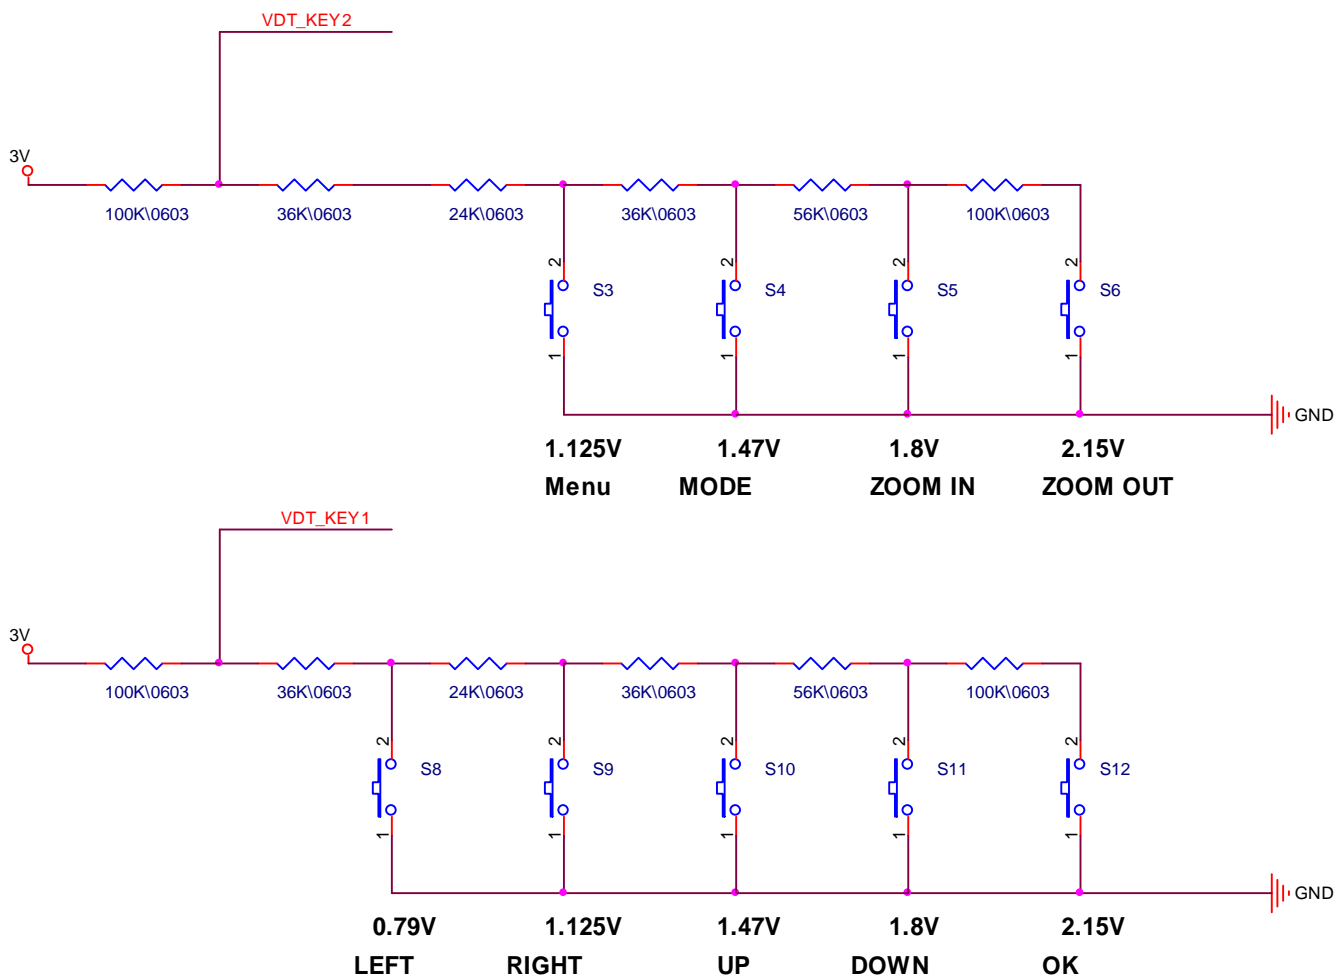 VDT_KEY2
3V
100K\0603 36K\0603 24K\0603 36K\0603 56K\0603 100K\0603
2 2 2 2
S3 S4 S5 S6
1 1 1 1
GND
1.125V 1.47V 1.8V 2.15V
Menu MODE ZOOM IN ZOOM OUT
VDT_KEY1
3V
100K\0603 36K\0603 24K\0603 36K\0603 56K\0603 100K\0603
2 2 2 2 2
S8 S9 S10 S11 S12
1 1 1 1 1
GND
0.79V 1.125V 1.47V 1.8V 2.15V
LEFT RIGHT UP DOWN OK